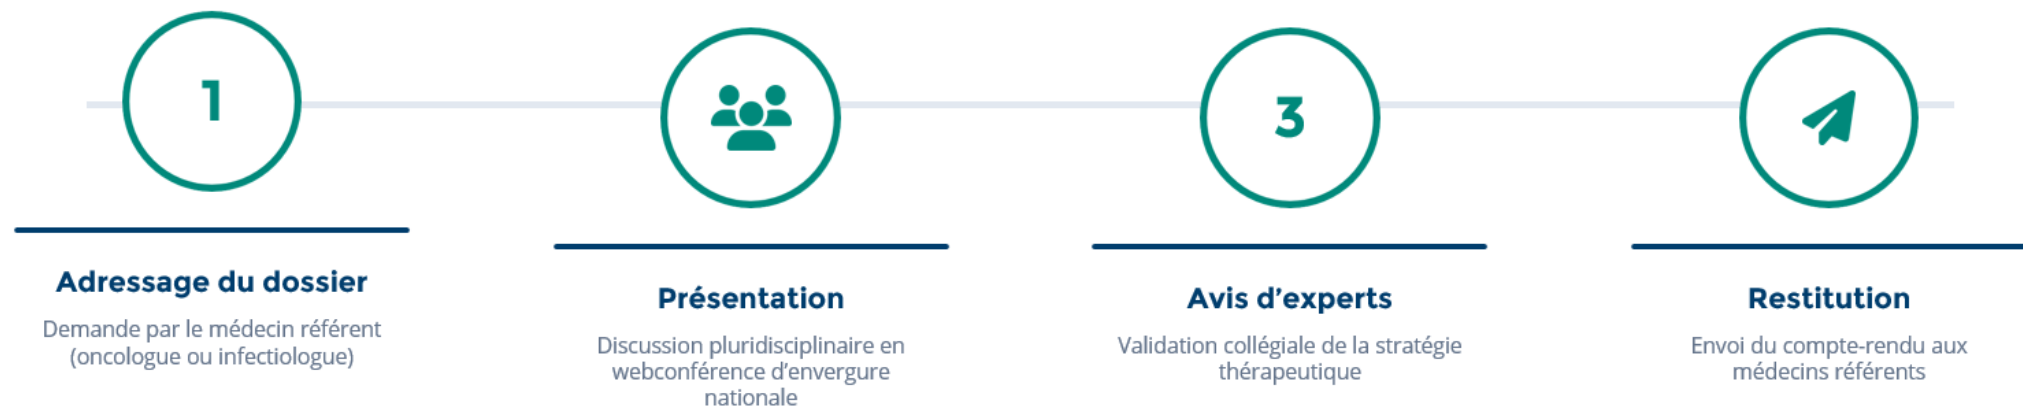 1
3
Adressage du dossier
Demande par le médecin référent
(oncologue ou infectiologue)
Présentation
Discussion pluridisciplinaire en
webconférence d’envergure
nationale
Avis d’experts
Validation collégiale de la stratégie
thérapeutique
Restitution
Envoi du compte-rendu aux
médecins référents